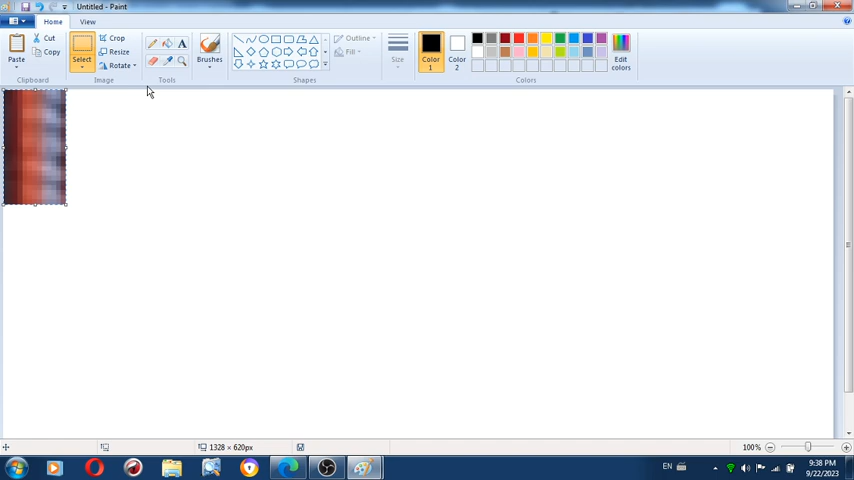 Untitled - Paint
Home View
Paste
Cut
Copy
Clipboard
Select
Crop
Resize
Rotate
Image
A
Tools
Brushes
Outline
Fill
Shapes
Size
Color
1
Color
2
Edit
colors
Colors
1328 × 620px
100%
EN
9:38 PM
9/22/2023